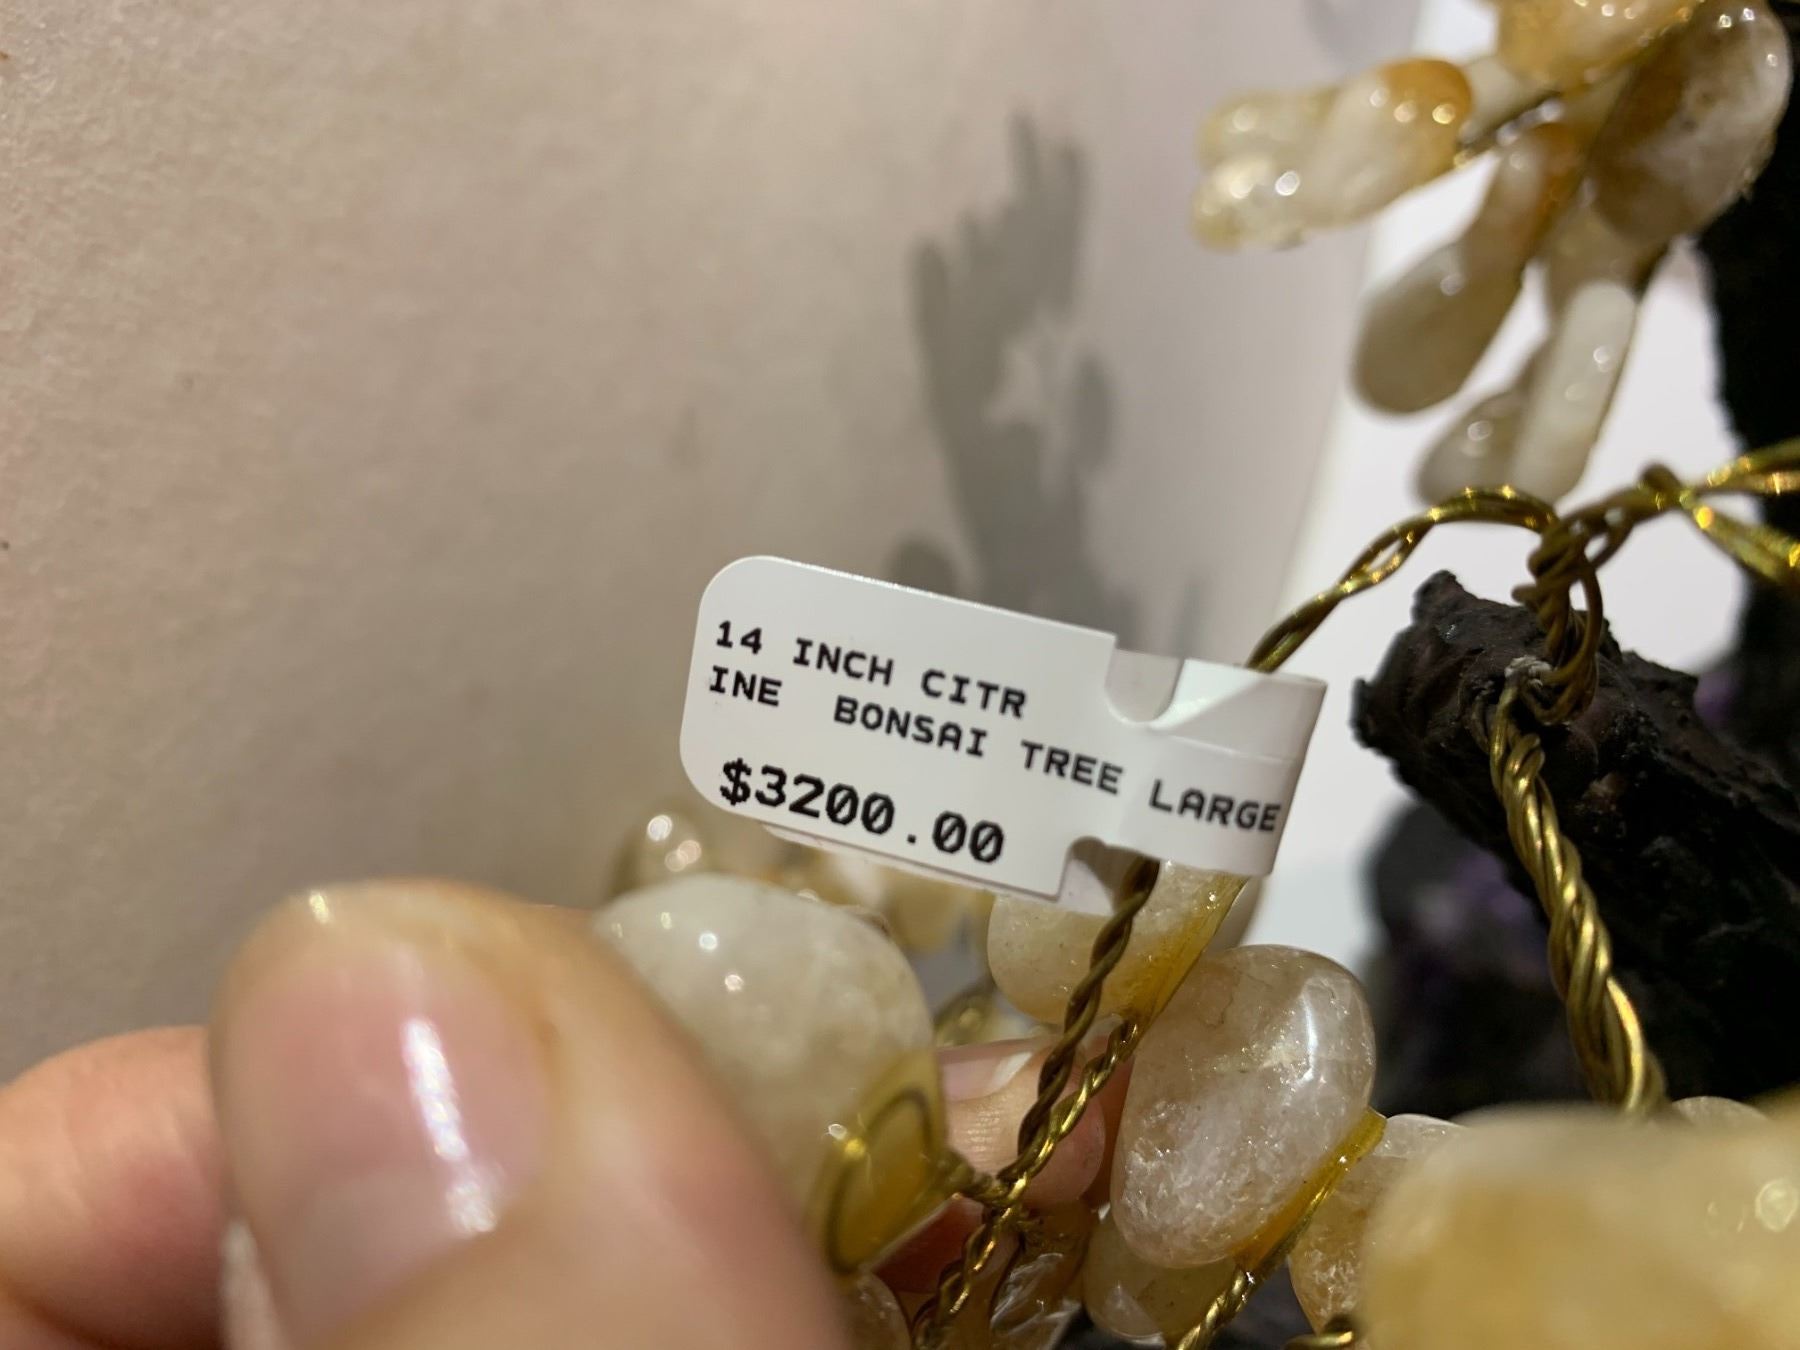 14 INCH CITR
INE BONSAI TREE LARGE
$3200.00